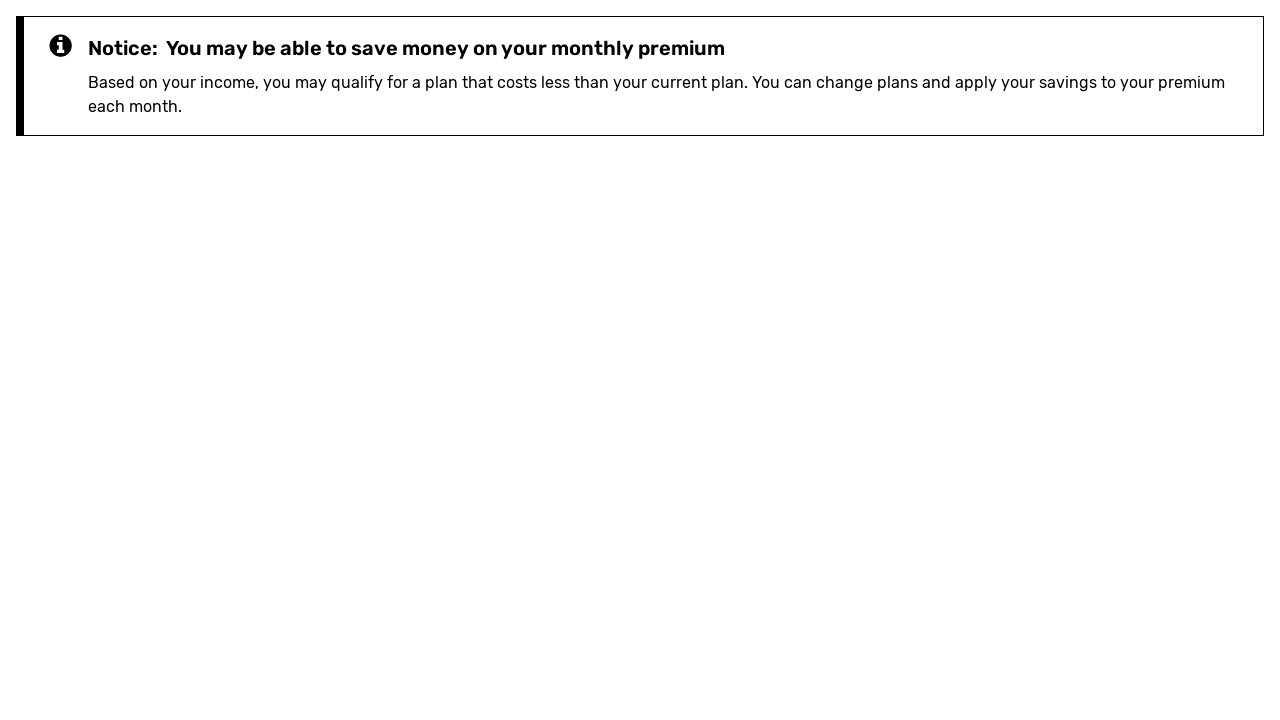 Notice: You may be able to save money on your monthly premium
Based on your income, you may qualify for a plan that costs less than your current plan. You can change plans and apply your savings to your premium
each month.